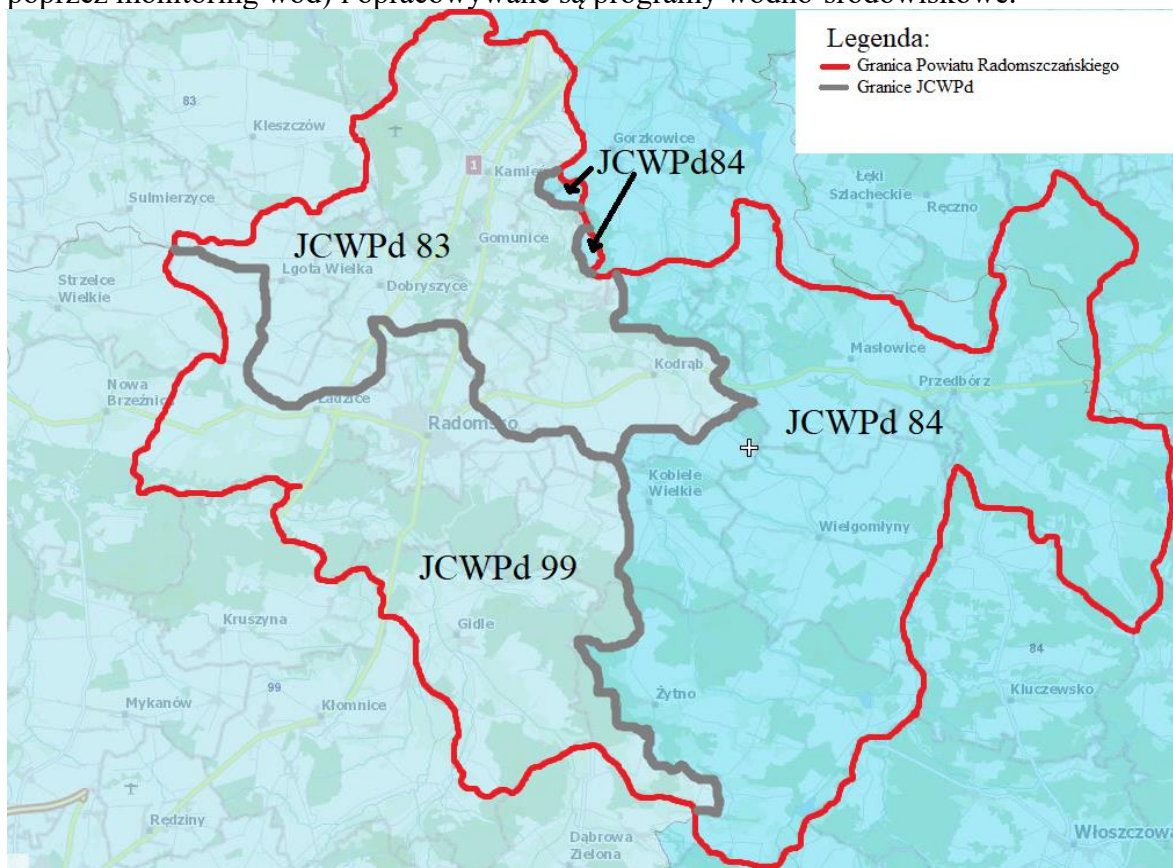 poprzez monitoring wód) i opracowywane są programy wodno-środowiskowe.
Legenda:
Granica Powiatu Radomszczańskiego
Granice JCWPd
83
Kleszczów
Gorzkowice
1
Kamieńsk
JCWPd84
Łęki
Szlacheckie
Ręczno
Sulmierzyce
Gomunice
JCWPd 83
Strzelce
Wielkie
Lgota Wielka
Dobryszyce
Masłowice
Kodrąb
Przedbórz
Nowa
Brzeźnica
Ładzice
Radomsko
JCWPd 84
Kobiele
Wielkie
Wielgomłyny
JCWPd 99
Kruszyna
Gidle
84
99
Mykanów
Kłomnice
Żytno
Kluczewsko
Rędziny
Dąbrowa
Zielona
Włoszczowa